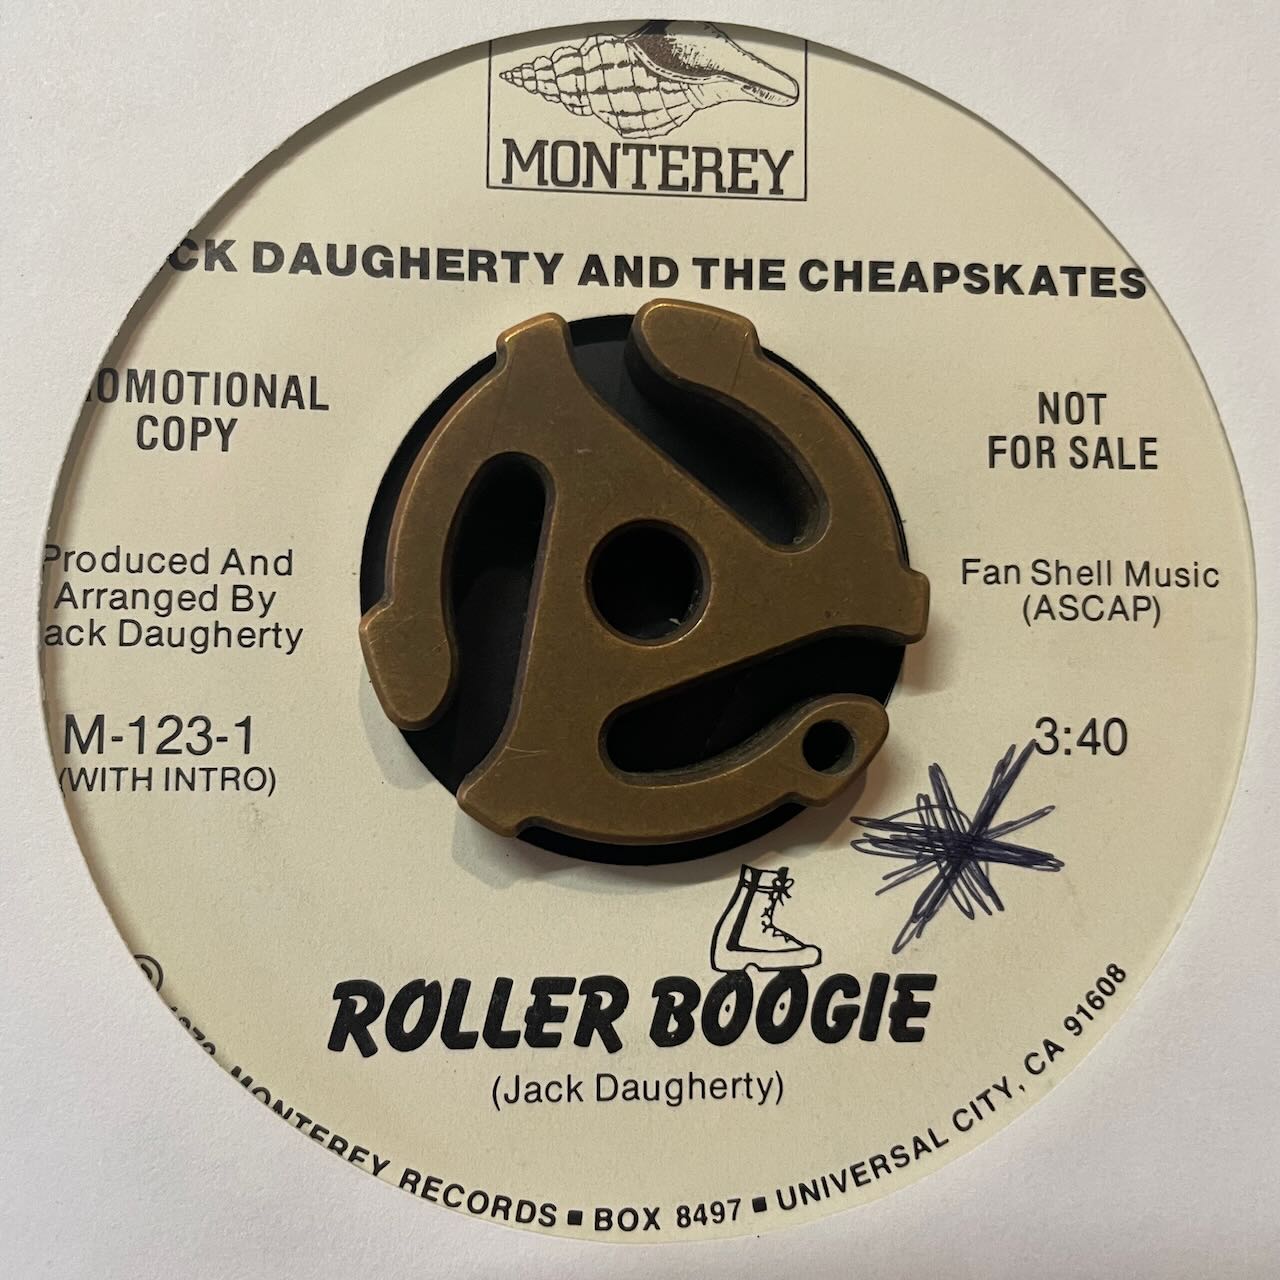 MONTEREY
CK DAUGHERTY AND THE CHEAPSKATES
OMOTIONAL
COPY
NOT
FOR SALE
Produced And
Arranged By
ack Daugherty
Fan Shell Music
(ASCAP)
M-123-1
(WITH INTRO)
3:40
ROLLER BOOGIE
(Jack Daugherty)
℗ 1979 MONTEREY RECORDS ■ BOX 8497 ■ UNIVERSAL CITY, CA 91608